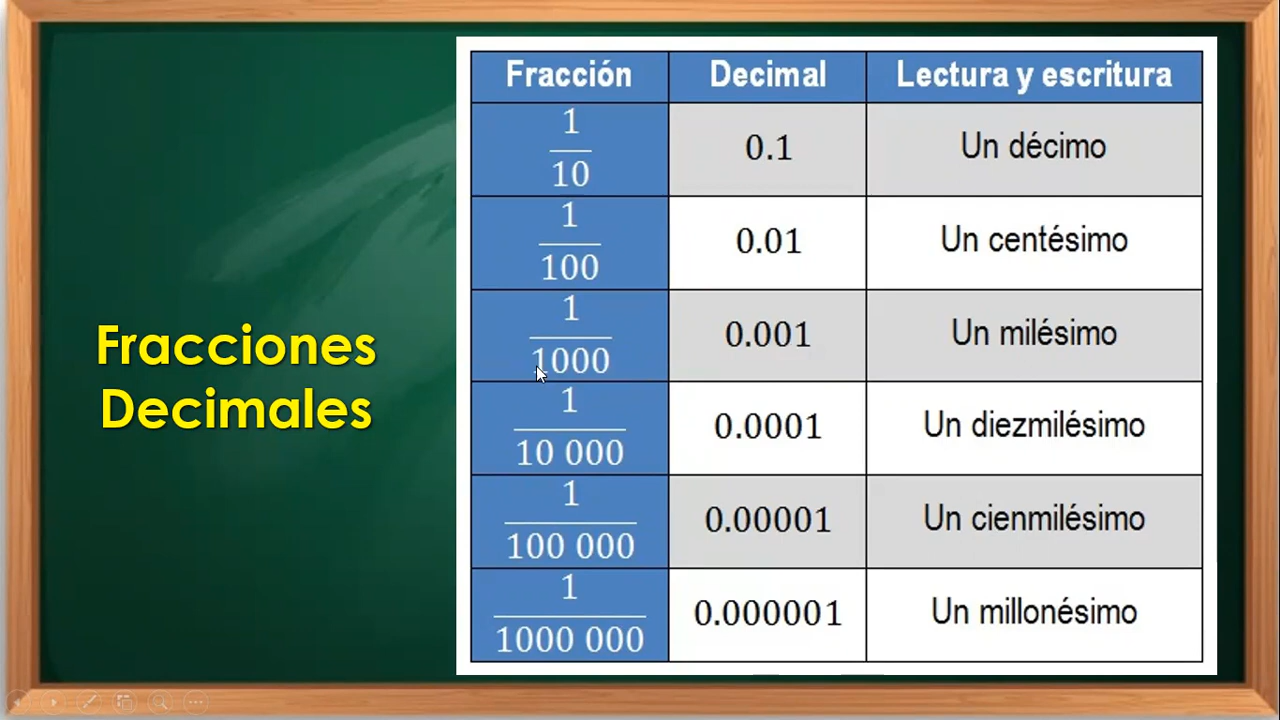 Fracciones
Decimales
Fracción Decimal Lectura y escritura
1/10 0.1 Un décimo
1/100 0.01 Un centésimo
1/1000 0.001 Un milésimo
1/10 000 0.0001 Un diezmilésimo
1/100 000 0.00001 Un cienmilésimo
1/1000 000 0.000001 Un millonésimo